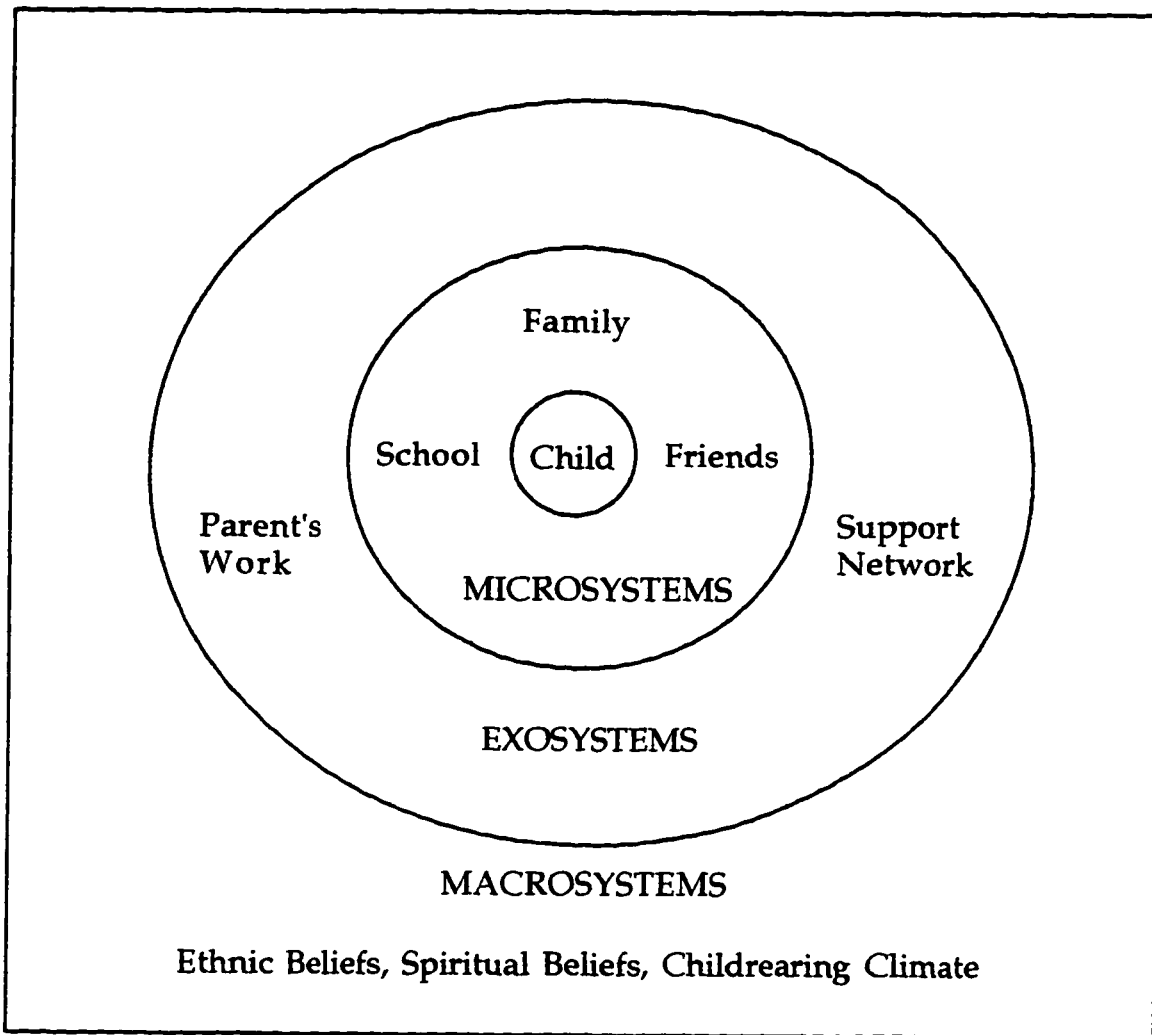 Family
School
Child
Friends
Parent's
Work
Support
Network
MICROSYSTEMS
EXOSYSTEMS
MACROSYSTEMS
Ethnic Beliefs, Spiritual Beliefs, Childrearing Climate